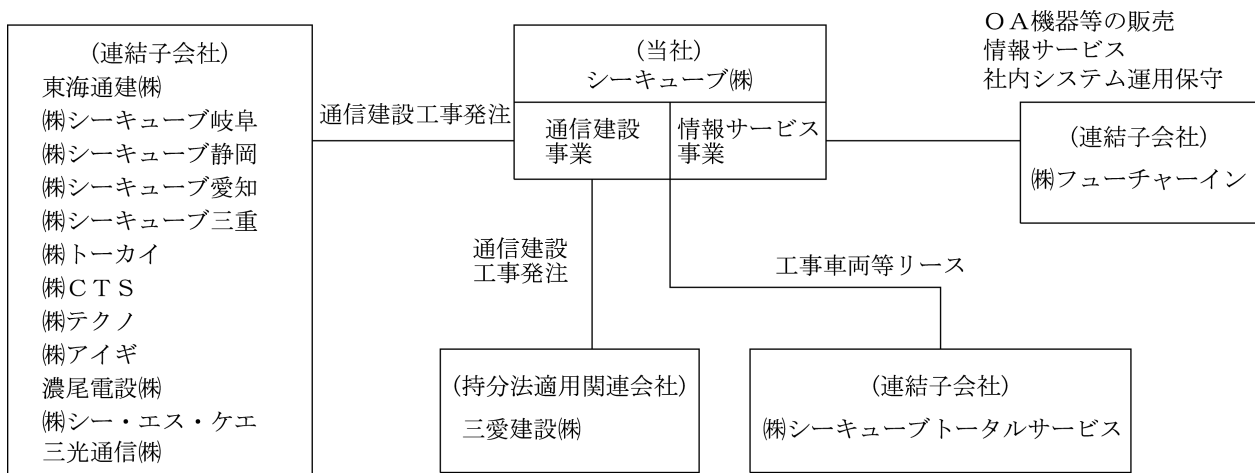 (連結子会社)
東海通建㈱
㈱シーキューブ岐阜
㈱シーキューブ静岡
㈱シーキューブ愛知
㈱シーキューブ三重
㈱トーカイ
㈱ＣＴＳ
㈱テクノ
㈱アイギ
濃尾電設㈱
㈱シー・エス・ケエ
三光通信㈱
通信建設工事発注
(当社)
シーキューブ㈱
通信建設
事業
情報サービス
事業
ＯＡ機器等の販売
情報サービス
社内システム運用保守
(連結子会社)
㈱フューチャーイン
通信建設
工事発注
工事車両等リース
(持分法適用関連会社)
三愛建設㈱
(連結子会社)
㈱シーキューブトータルサービス